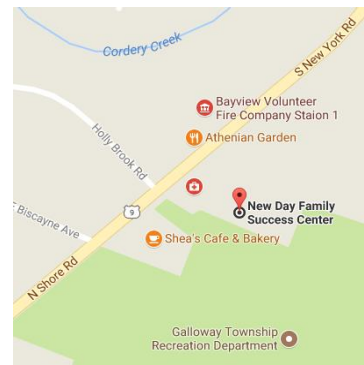 Cordery Creek
S New York Rd
Bayview Volunteer
Fire Company Staion 1
Athenian Garden
Holly Brook Rd
New Day Family
Success Center
9
E Biscayne Ave
Shea's Cafe & Bakery
N Shore Rd
Galloway Township
Recreation Department